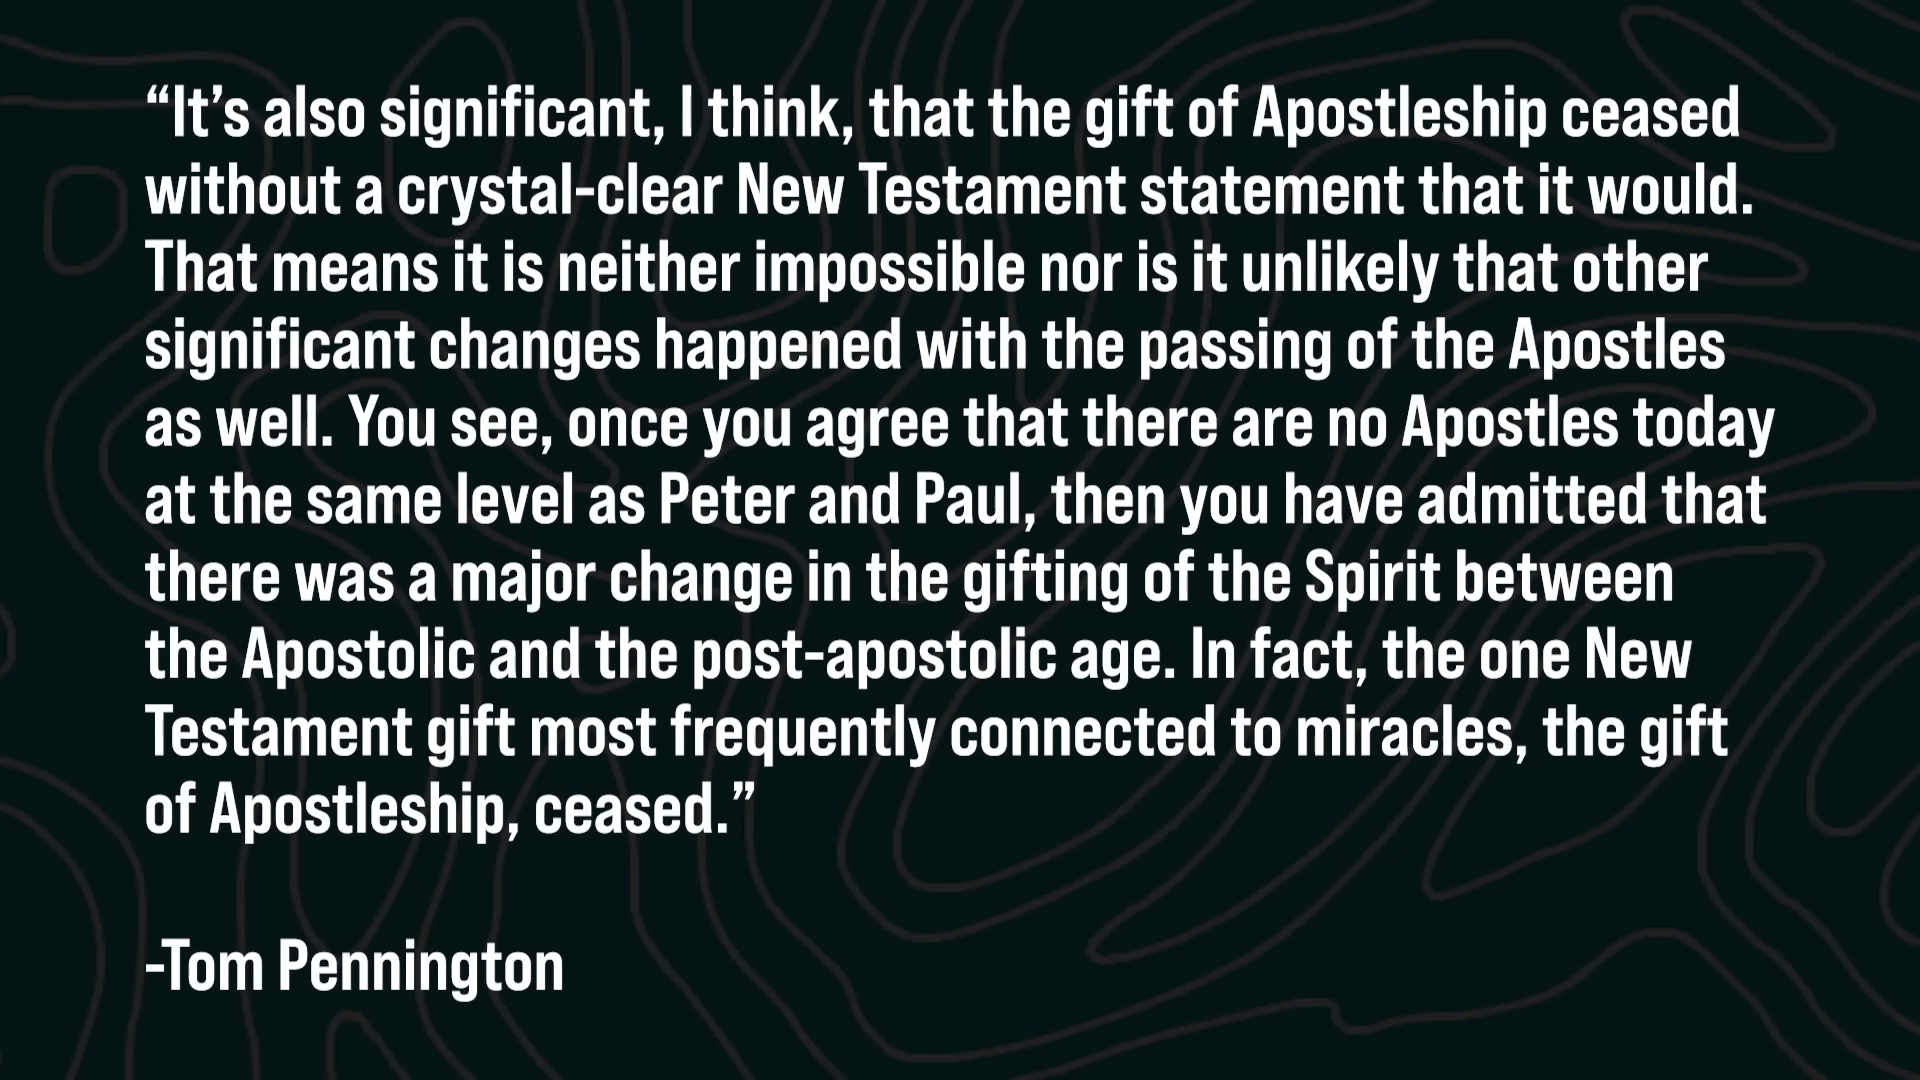 “It’s also significant, I think, that the gift of Apostleship ceased
without a crystal-clear New Testament statement that it would.
That means it is neither impossible nor is it unlikely that other
significant changes happened with the passing of the Apostles
as well. You see, once you agree that there are no Apostles today
at the same level as Peter and Paul, then you have admitted that
there was a major change in the gifting of the Spirit between
the Apostolic and the post-apostolic age. In fact, the one New
Testament gift most frequently connected to miracles, the gift
of Apostleship, ceased.”
-Tom Pennington